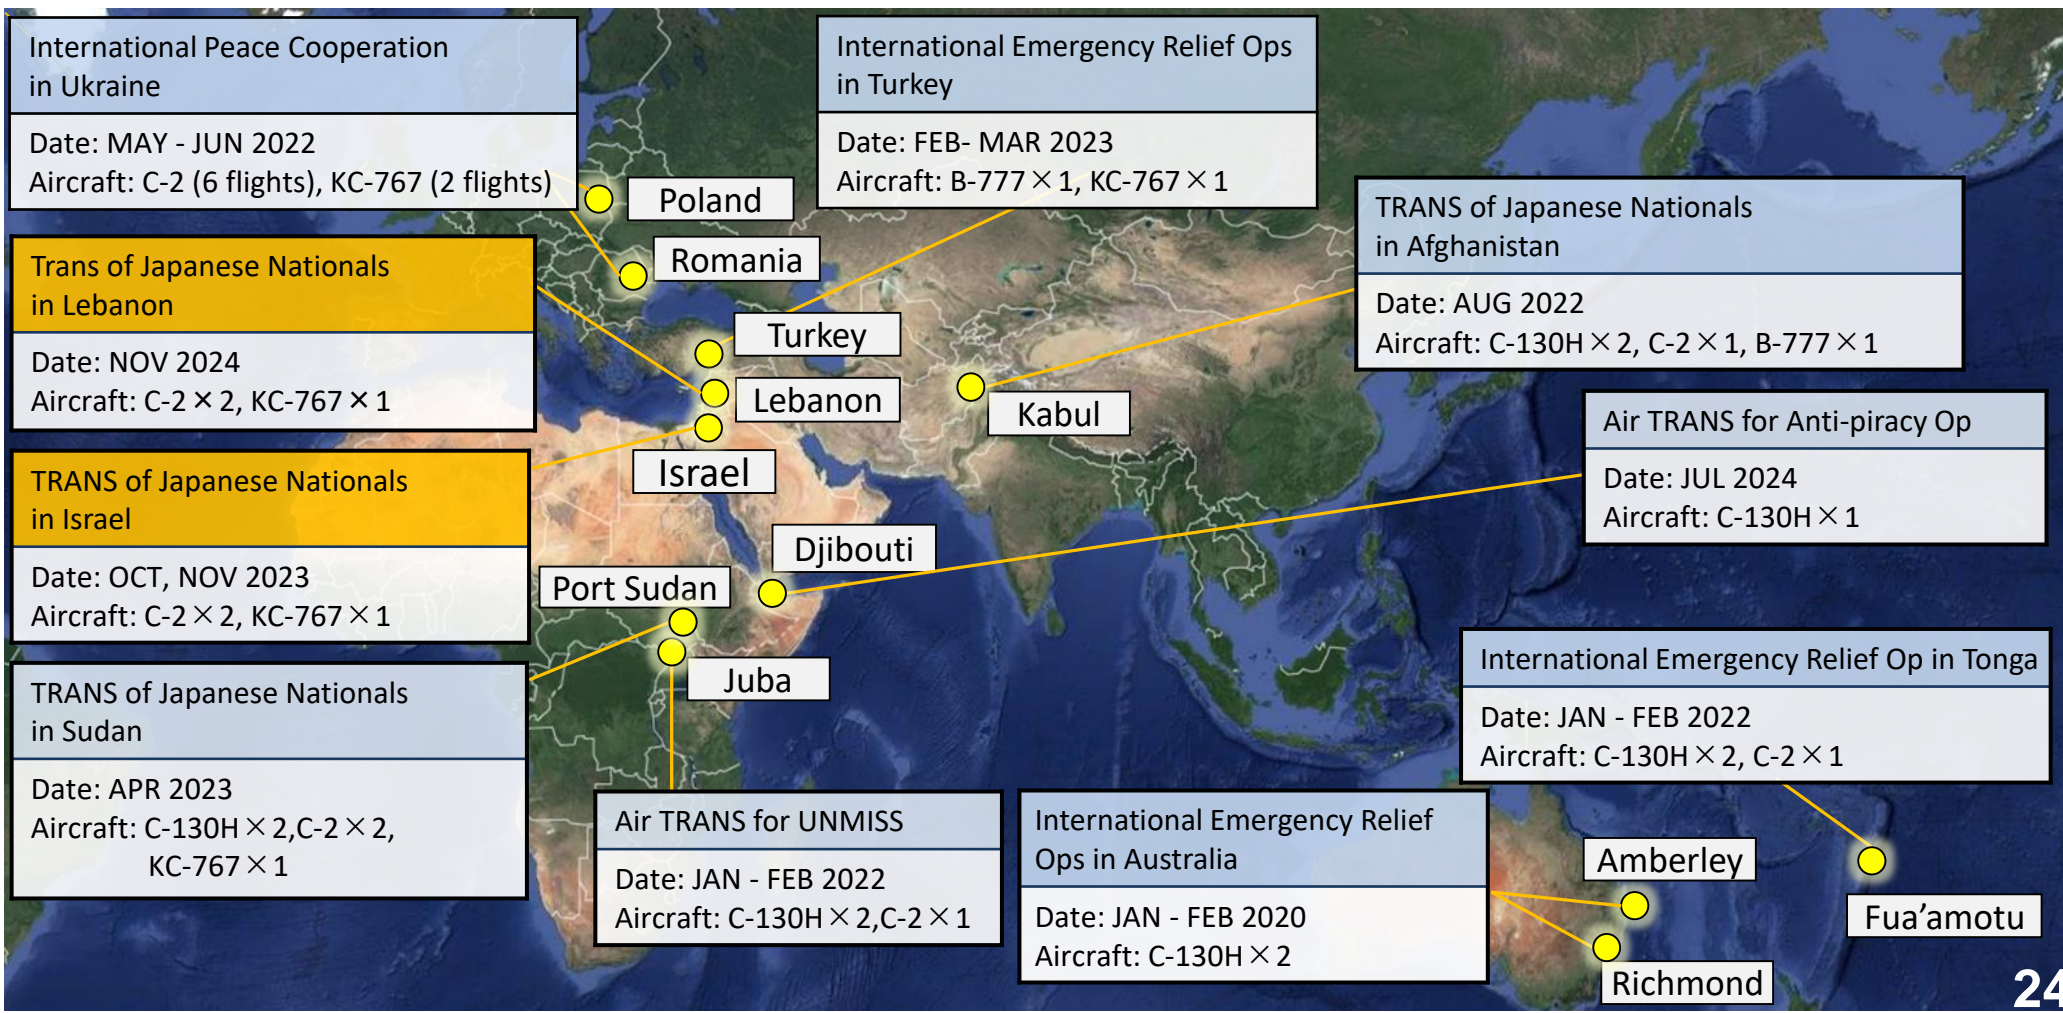 International Peace Cooperation
in Ukraine
Date: MAY - JUN 2022
Aircraft: C-2 (6 flights), KC-767 (2 flights)
International Emergency Relief Ops
in Turkey
Date: FEB- MAR 2023
Aircraft: B-777×1, KC-767×1
TRANS of Japanese Nationals
in Afghanistan
Date: AUG 2022
Aircraft: C-130H×2, C-2×1, B-777×1
Poland
Romania
Trans of Japanese Nationals
in Lebanon
Date: NOV 2024
Aircraft: C-2 × 2, KC-767 × 1
Turkey
Lebanon
Kabul
Israel
Air TRANS for Anti-piracy Op
Date: JUL 2024
Aircraft: C-130H×1
TRANS of Japanese Nationals
in Israel
Date: OCT, NOV 2023
Aircraft: C-2×2, KC-767×1
Djibouti
Port Sudan
Juba
International Emergency Relief Op in Tonga
Date: JAN - FEB 2022
Aircraft: C-130H×2, C-2×1
TRANS of Japanese Nationals
in Sudan
Date: APR 2023
Aircraft: C-130H×2,C-2×2,
KC-767×1
Air TRANS for UNMISS
Date: JAN - FEB 2022
Aircraft: C-130H×2,C-2×1
International Emergency Relief
Ops in Australia
Date: JAN - FEB 2020
Aircraft: C-130H×2
Amberley
Fua'amotu
Richmond
24